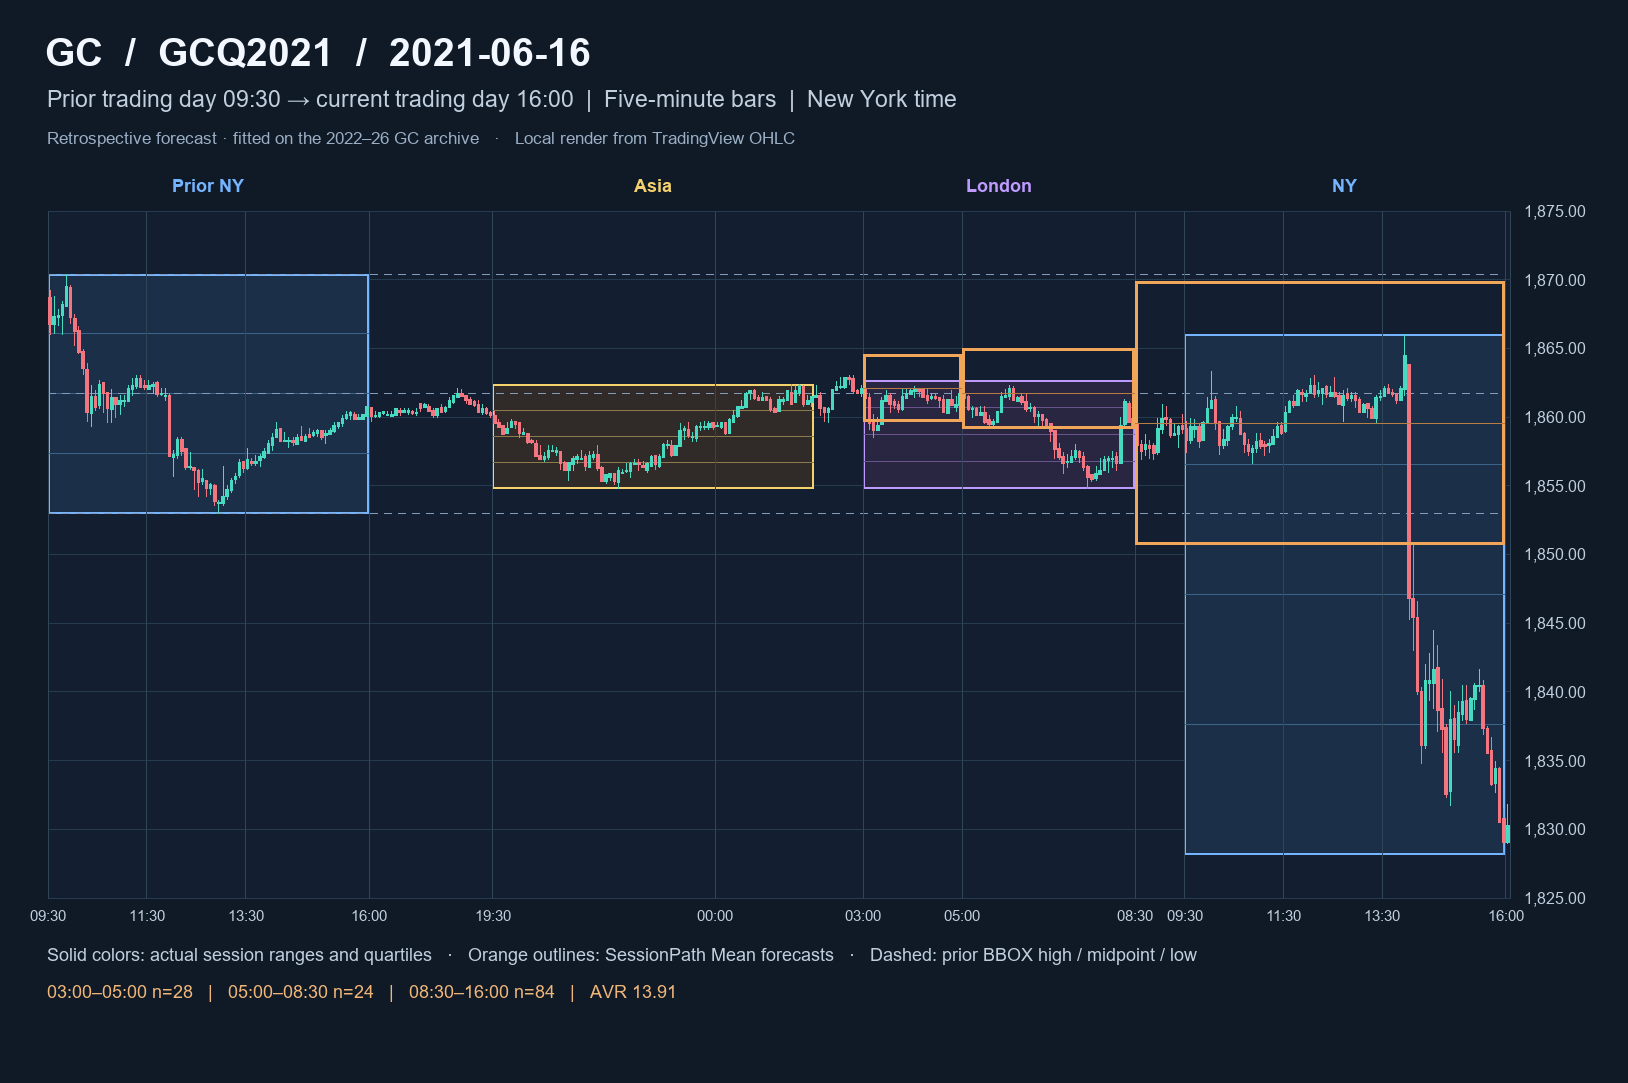 GC / GCQ2021 / 2021-06-16
Prior trading day 09:30 → current trading day 16:00 | Five-minute bars | New York time
Retrospective forecast · fitted on the 2022–26 GC archive · Local render from TradingView OHLC
Prior NY Asia London NY
1,875.00
1,870.00
1,865.00
1,860.00
1,855.00
1,850.00
1,845.00
1,840.00
1,835.00
1,830.00
1,825.00
09:30 11:30 13:30 16:00 19:30 00:00 03:00 05:00 08:30 09:30 11:30 13:30 16:00
Solid colors: actual session ranges and quartiles · Orange outlines: SessionPath Mean forecasts · Dashed: prior BBOX high / midpoint / low
03:00–05:00 n=28 | 05:00–08:30 n=24 | 08:30–16:00 n=84 | AVR 13.91